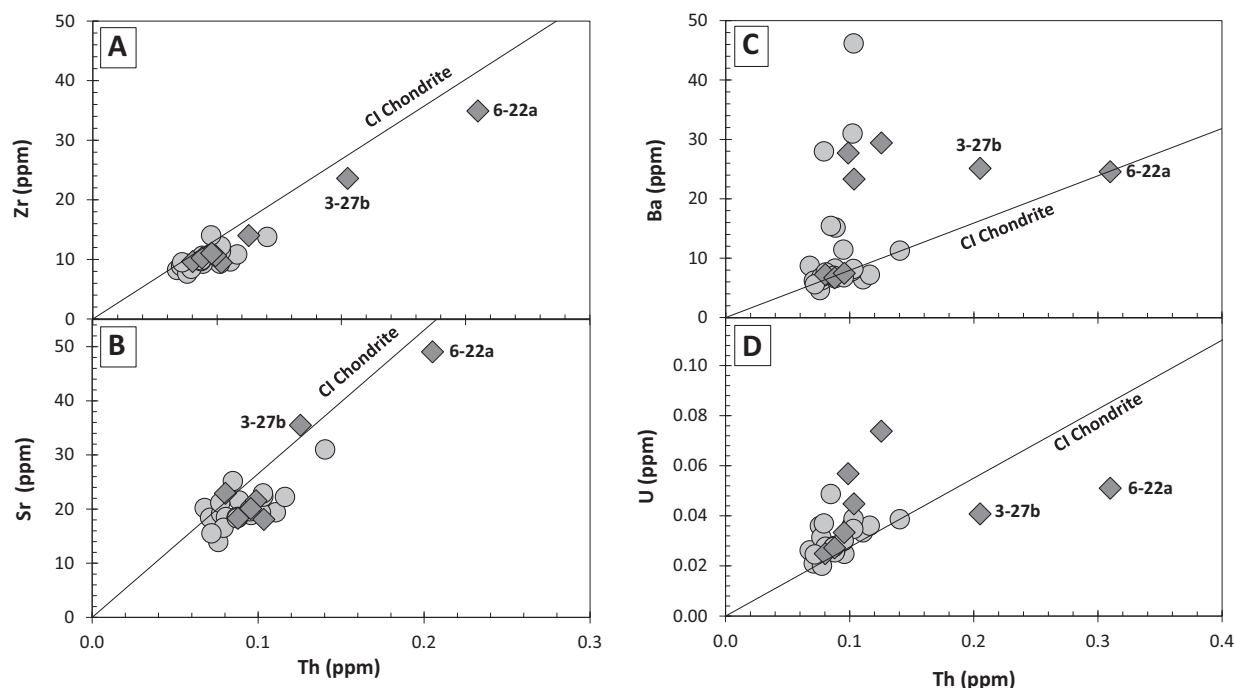 A
50
40
30
20
10
0
Zr (ppm)
CI Chondrite
6-22a
3-27b
B
50
40
30
20
10
0
Sr (ppm)
CI Chondrite
6-22a
3-27b
0.0
0.1
0.2
0.3
Th (ppm)
C
50
40
30
20
10
0
Ba (ppm)
3-27b
6-22a
CI Chondrite
D
0.10
0.08
0.06
0.04
0.02
0.00
U (ppm)
CI Chondrite
6-22a
3-27b
0.0
0.1
0.2
0.3
0.4
Th (ppm)